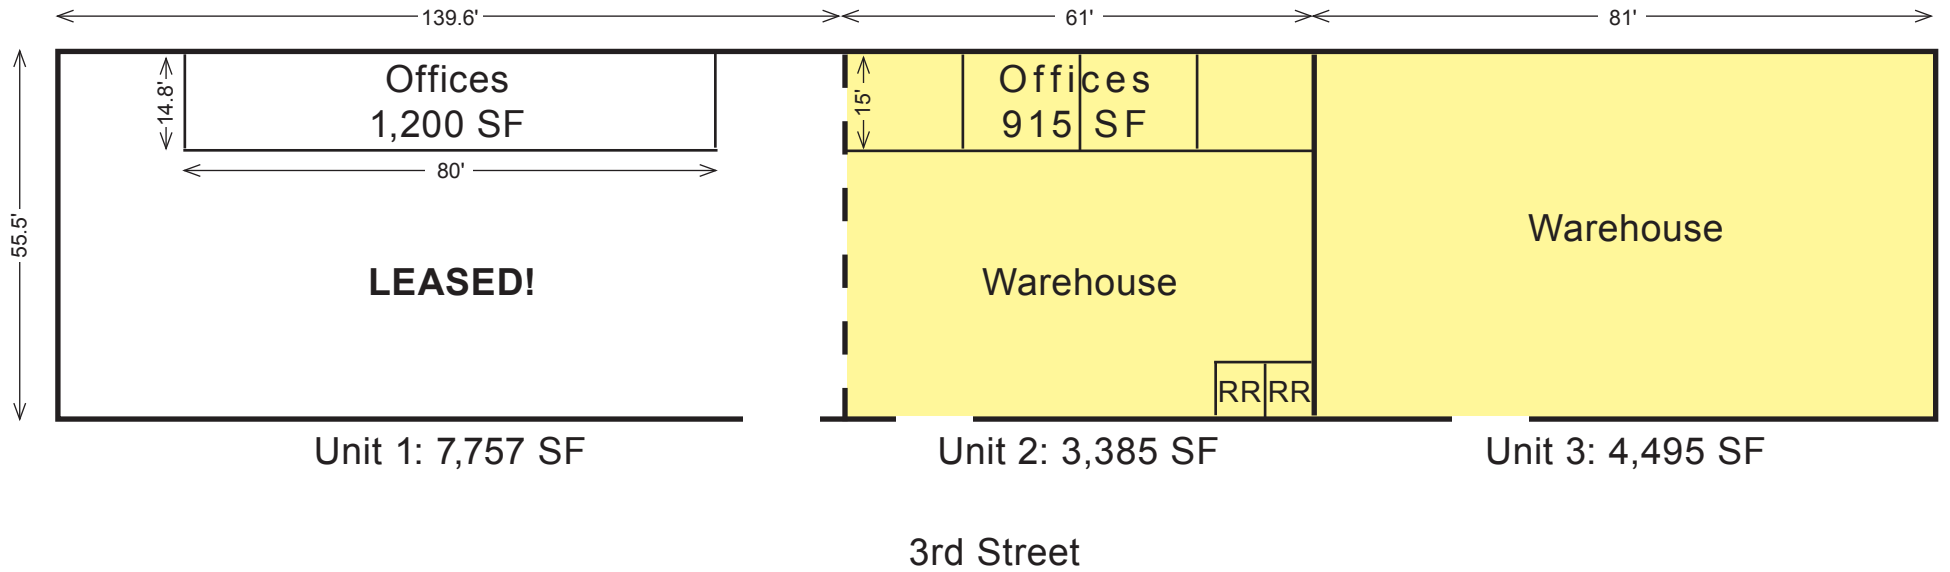 139.6'
61'
81'
14.8'
Offices
1,200 SF
80'
55.5'
LEASED!
15'
Offices
915 SF
Warehouse
RR RR
Warehouse
Unit 1: 7,757 SF
Unit 2: 3,385 SF
Unit 3: 4,495 SF
3rd Street